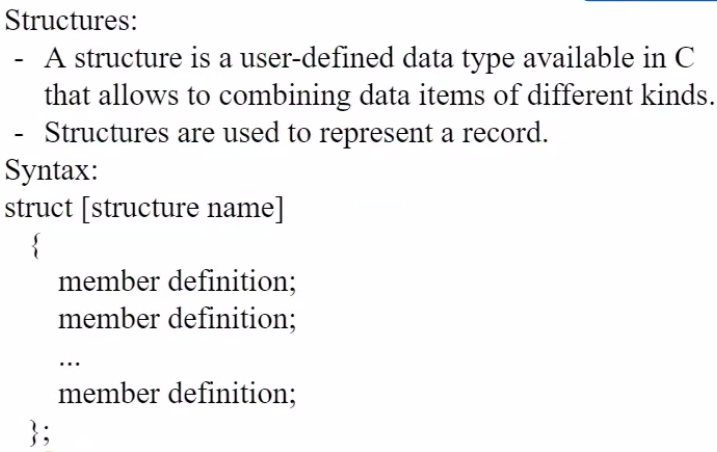 Structures:
- A structure is a user-defined data type available in C
that allows to combining data items of different kinds.
- Structures are used to represent a record.
Syntax:
struct [structure name]
{
member definition;
member definition;
...
member definition;
};